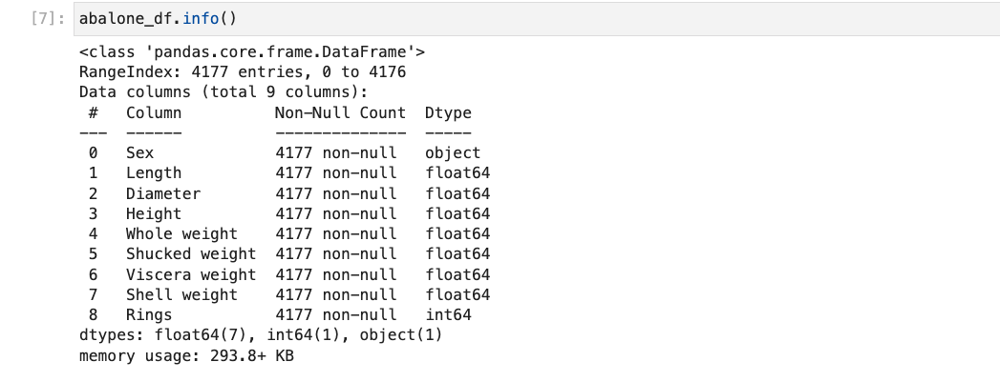 [7]: abalone_df.info()
<class 'pandas.core.frame.DataFrame'>
RangeIndex: 4177 entries, 0 to 4176
Data columns (total 9 columns):
 #   Column          Non-Null Count  Dtype
---  ------          --------------  -----
 0   Sex             4177 non-null   object
 1   Length          4177 non-null   float64
 2   Diameter        4177 non-null   float64
 3   Height          4177 non-null   float64
 4   Whole weight    4177 non-null   float64
 5   Shucked weight  4177 non-null   float64
 6   Viscera weight  4177 non-null   float64
 7   Shell weight    4177 non-null   float64
 8   Rings           4177 non-null   int64
dtypes: float64(7), int64(1), object(1)
memory usage: 293.8+ KB